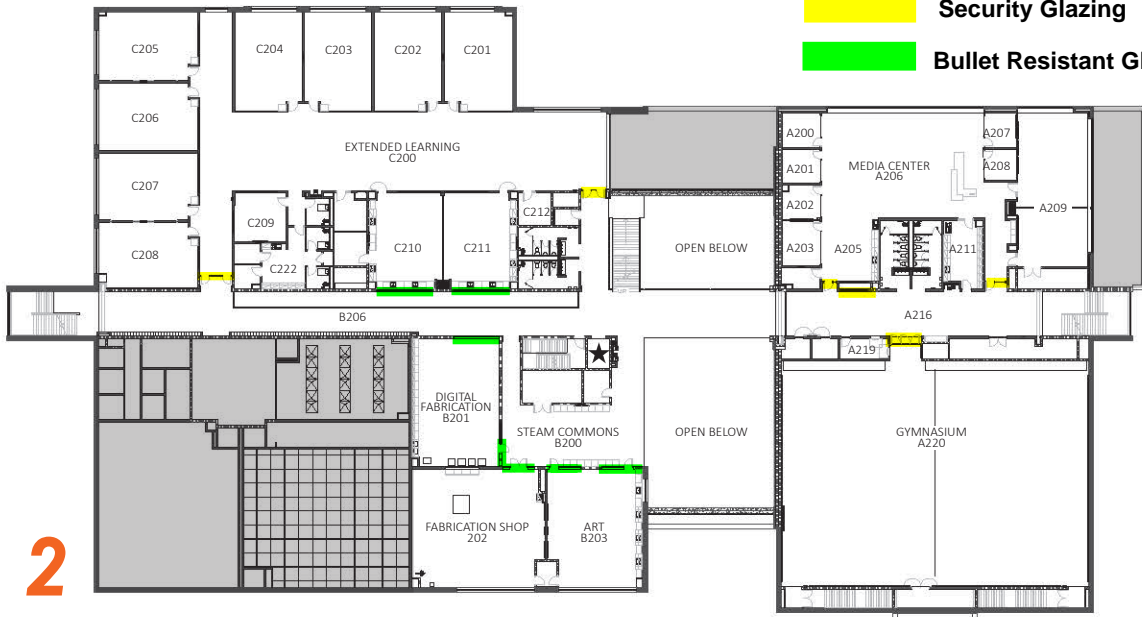 Security Glazing
Bullet Resistant Gl
C205
C204
C203
C202
C201
C206
EXTENDED LEARNING
C200
C207
C208
C209
C222
C210
C211
C212
OPEN BELOW
A200
A201
A202
A203
MEDIA CENTER
A206
A207
A208
A209
A205
A211
B206
A216
A219
DIGITAL
FABRICATION
B201
STEAM COMMONS
B200
OPEN BELOW
GYMNASIUM
A220
FABRICATION SHOP
202
ART
B203
2